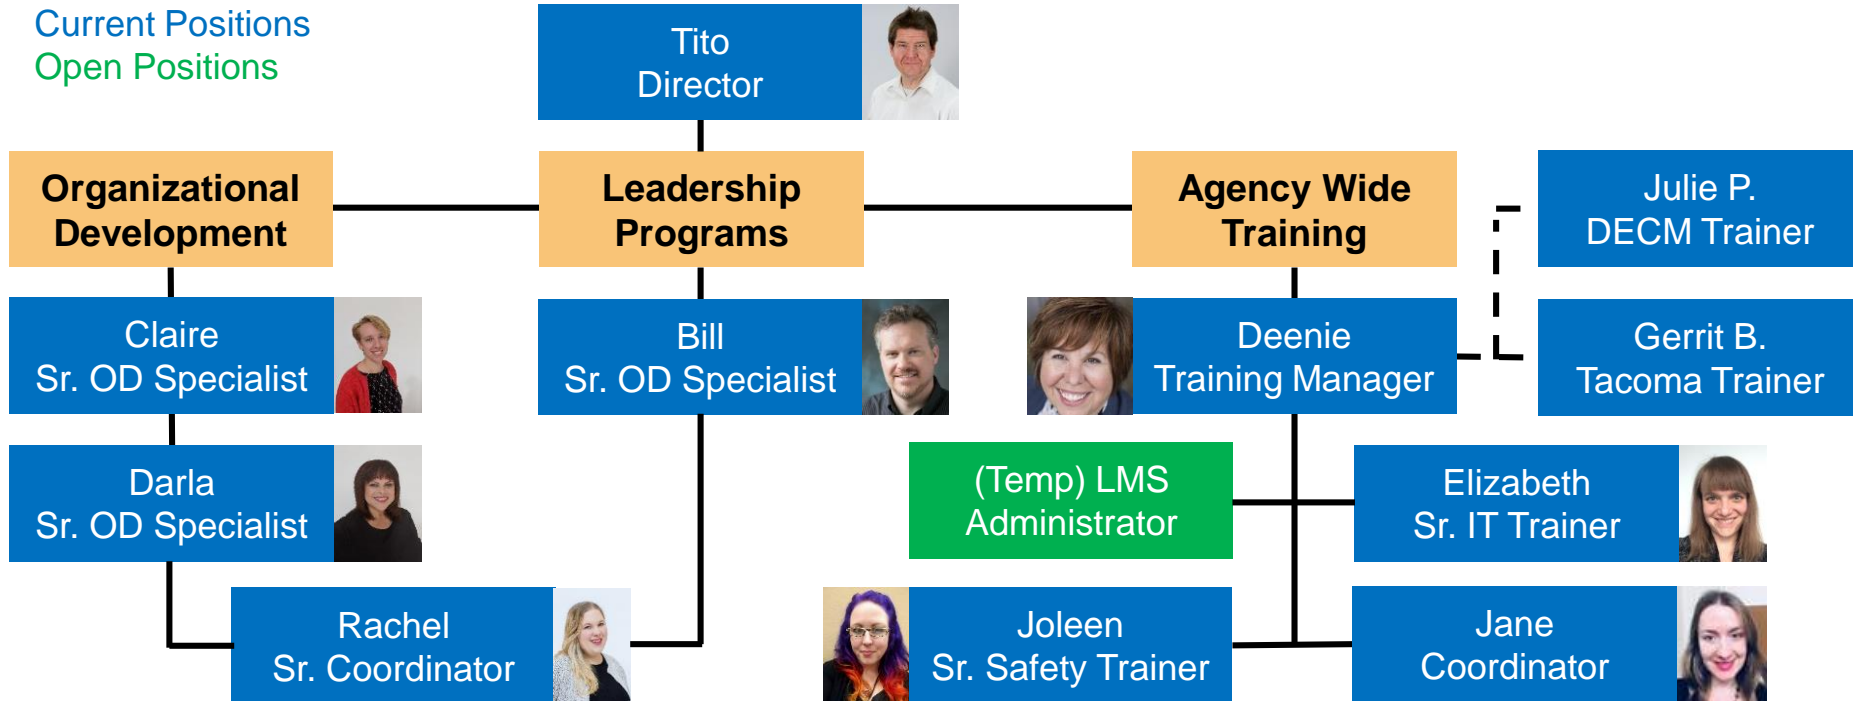 Current Positions
Open Positions
Tito
Director
Organizational
Development
Leadership
Programs
Agency Wide
Training
Julie P.
DECM Trainer
Claire
Sr. OD Specialist
Bill
Sr. OD Specialist
Deenie
Training Manager
Gerrit B.
Tacoma Trainer
Darla
Sr. OD Specialist
(Temp) LMS
Administrator
Elizabeth
Sr. IT Trainer
Rachel
Sr. Coordinator
Joleen
Sr. Safety Trainer
Jane
Coordinator